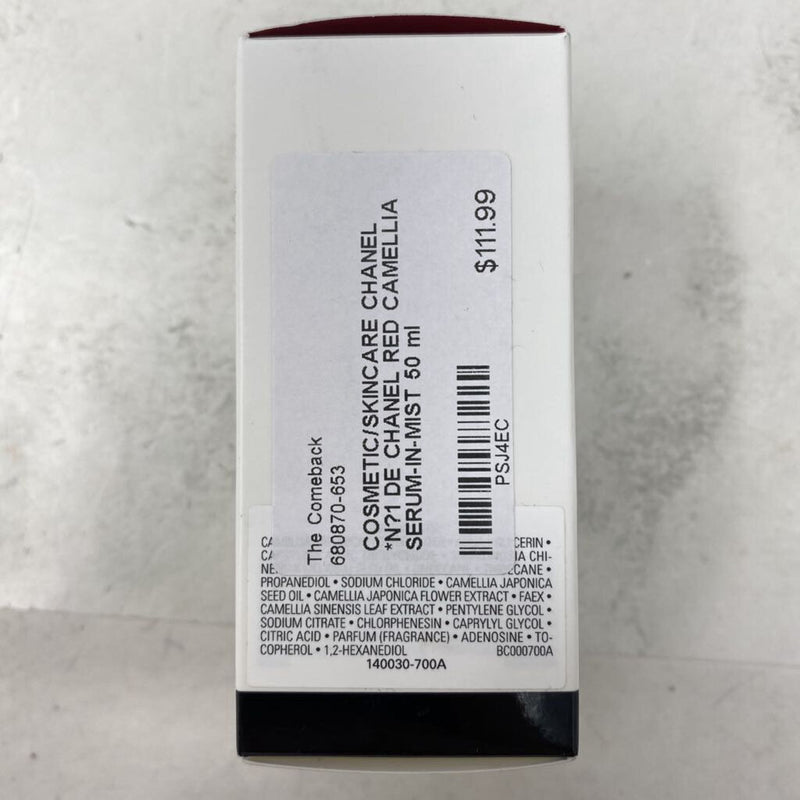 The Comeback
680870-653
COSMETIC/SKINCARE CHANEL
*N?1 DE CHANEL RED CAMELLIA
SERUM-IN-MIST 50 ml
$111.99
PSJ4EC
PROPANEDIOL • SODIUM CHLORIDE • CAMELLIA JAPONICA
SEED OIL • CAMELLIA JAPONICA FLOWER EXTRACT • FAEX •
CAMELLIA SINENSIS LEAF EXTRACT • PENTYLENE GLYCOL •
SODIUM CITRATE • CHLORPHENESIN • CAPRYLYL GLYCOL •
CITRIC ACID • PARFUM (FRAGRANCE) • ADENOSINE • TO-
COPHEROL • 1,2-HEXANEDIOL BC000700A
140030-700A